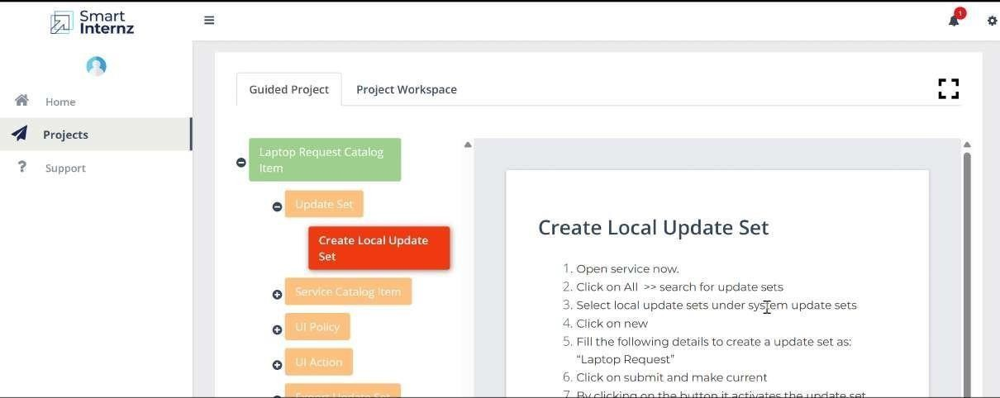 Smart
Internz
1
Home
Projects
Support
Guided Project
Project Workspace
Laptop Request Catalog
Item
Update Set
Create Local Update
Set
Service Catalog Item
UI Policy
UI Action
Export Update Set
Create Local Update Set
1. Open service now.
2. Click on All >> search for update sets
3. Select local update sets under system update sets
4. Click on new
5. Fill the following details to create a update set as:
“Laptop Request”
6. Click on submit and make current
7. By clicking on the button it activates the update set